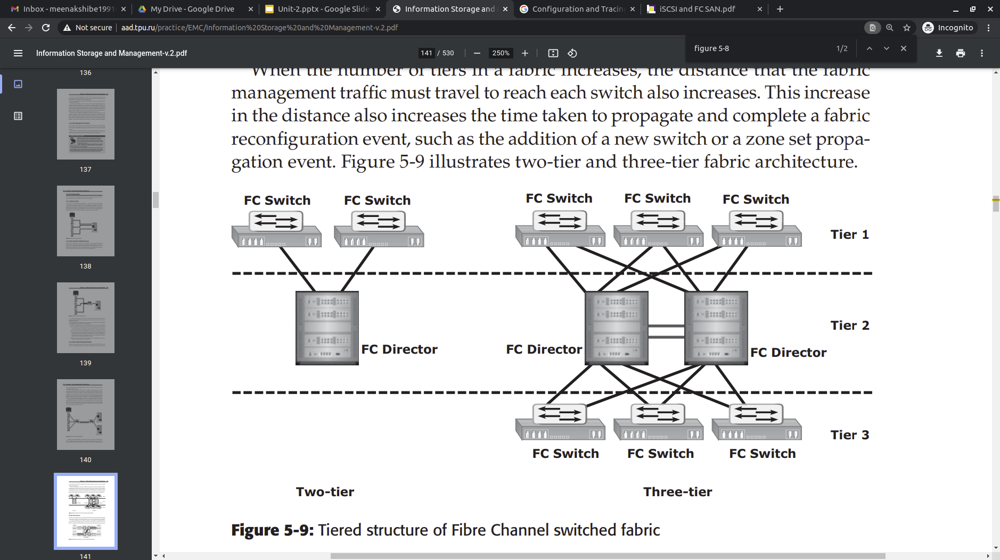 Inbox - meenakshibe1991
My Drive - Google Drive
Unit-2.pptx - Google Slide
Information Storage and
Configuration and Tracin
iSCSI and FC SAN.pdf
Not secure
aad.tpu.ru/practice/EMC/Information%20Storage%20and%20Management-v.2.pdf
Incognito
Information Storage and Management-v.2.pdf
141 / 530
250%
figure 5-8
1/2
136
137
138
139
140
141
When the number of tiers in a fabric increases, the distance that the fabric
management traffic must travel to reach each switch also increases. This increase
in the distance also increases the time taken to propagate and complete a fabric
reconfiguration event, such as the addition of a new switch or a zone set propa-
gation event. Figure 5-9 illustrates two-tier and three-tier fabric architecture.
FC Switch FC Switch FC Switch FC Switch FC Switch
Tier 1
Tier 2
FC Director FC Director FC Director
Tier 3
FC Switch FC Switch FC Switch
Two-tier Three-tier
Figure 5-9: Tiered structure of Fibre Channel switched fabric